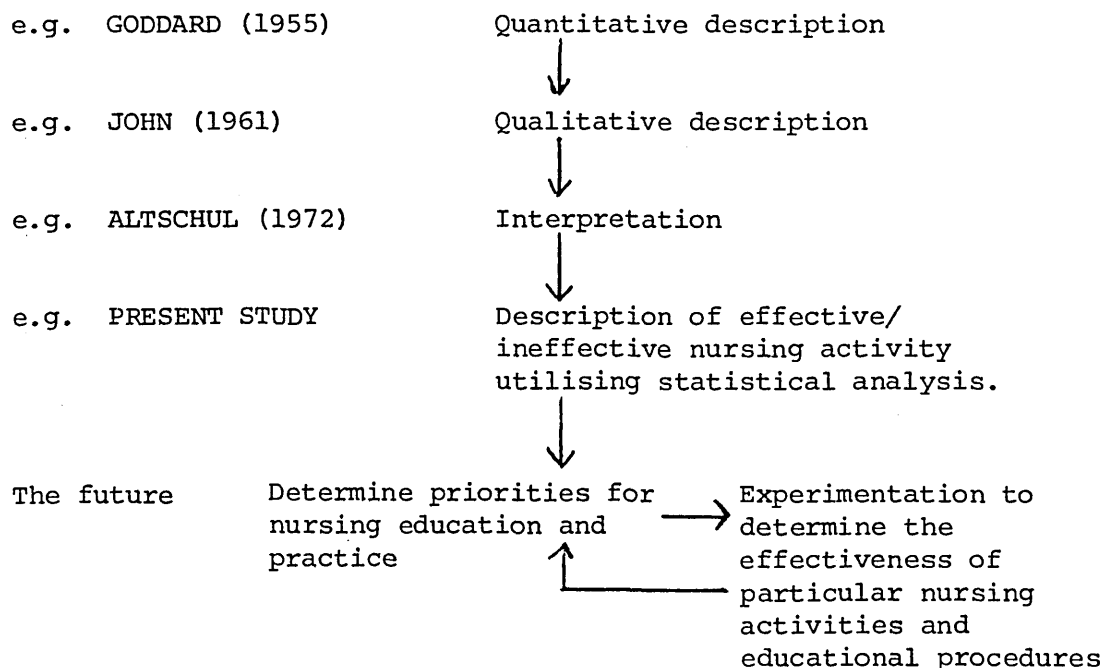 e.g. GODDARD (1955) Quantitative description
e.g. JOHN (1961) Qualitative description
e.g. ALTSCHUL (1972) Interpretation
e.g. PRESENT STUDY Description of effective/
ineffective nursing activity
utilising statistical analysis.
The future
Determine priorities for
nursing education and
practice
Experimentation to
determine the
effectiveness of
particular nursing
activities and
educational procedures